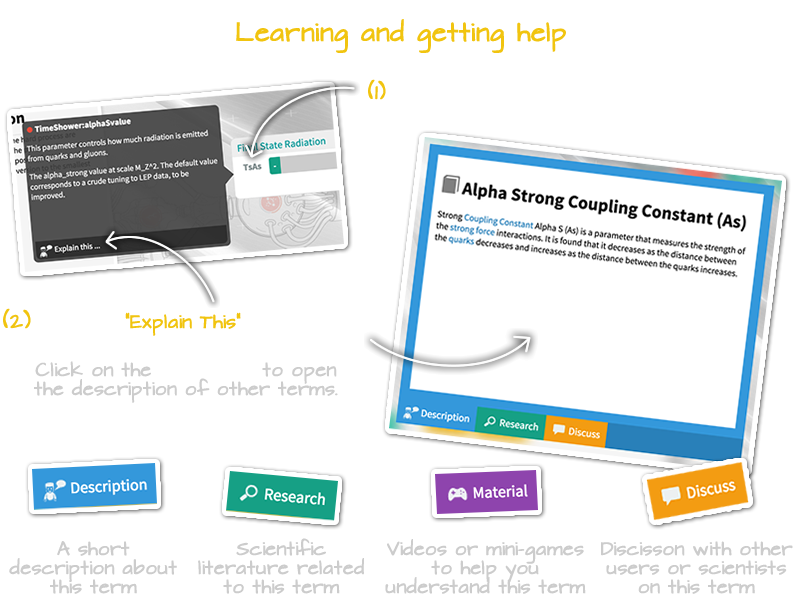 Learning and getting help
(1)
on
TimeShower:alphaSvalue
This parameter controls how much radiation is emitted
from quarks and gluons.
The alpha_strong value at scale M_Z^2. The default value
corresponds to a crude tuning to LEP data, to be
improved.
Explain this ...
Final State Radiation
TsAs
-
Alpha Strong Coupling Constant (As)
Strong Coupling Constant Alpha S (As) is a parameter that measures the strength of
the strong force interactions. It is found that it decreases as the distance between
the quarks decreases and increases as the distance between the quarks increases.
Description
Research
Discuss
(2)
"Explain This"
Click on the to open
the description of other terms.
Description
Research
Material
Discuss
A short
description about
this term
Scientific
literature related
to this term
Videos or mini-games
to help you
understand this term
Discisson with other
users or scientists
on this term